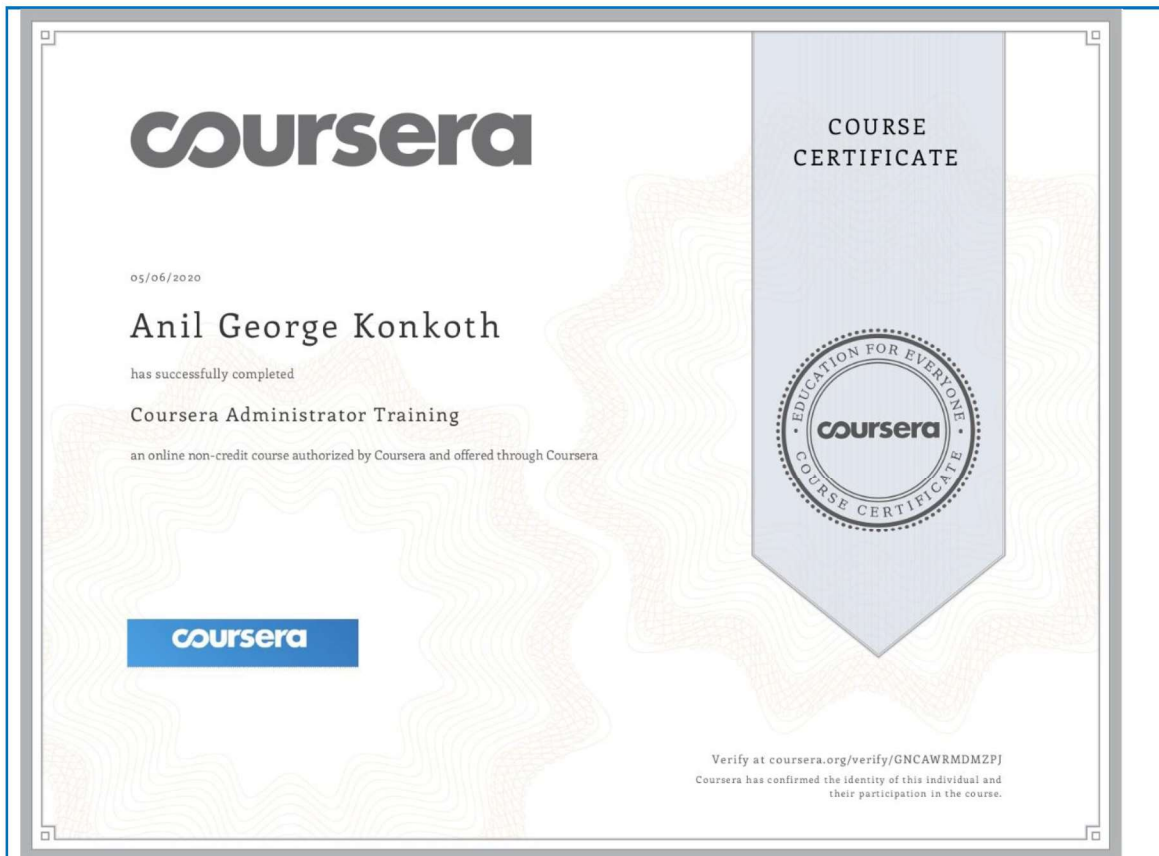 coursera
COURSE
CERTIFICATE
05/06/2020
Anil George Konkoth
has successfully completed
Coursera Administrator Training
an online non-credit course authorized by Coursera and offered through Coursera
EDUCATION FOR EVERYONE
coursera
COURSE CERTIFICATE
coursera
Verify at coursera.org/verify/GNCAWRMDMZPJ
Coursera has confirmed the identity of this individual and
their participation in the course.